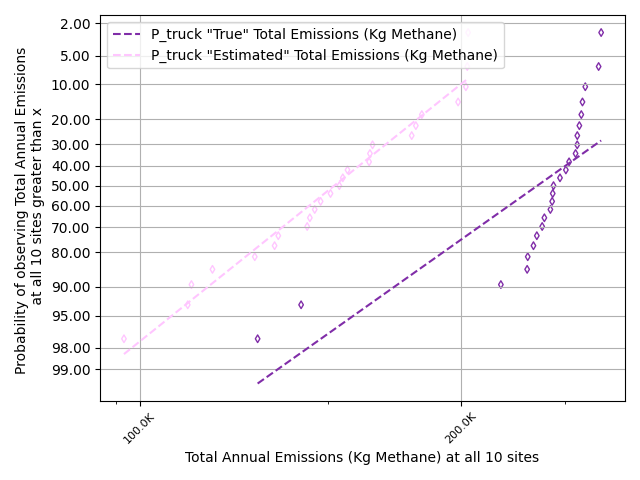 P_truck "True" Total Emissions (Kg Methane)
P_truck "Estimated" Total Emissions (Kg Methane)
Probability of observing Total Annual Emissions
at all 10 sites greater than x
2.00
5.00
10.00
20.00
30.00
40.00
50.00
60.00
70.00
80.00
90.00
95.00
98.00
99.00
100.0K
200.0K
Total Annual Emissions (Kg Methane) at all 10 sites